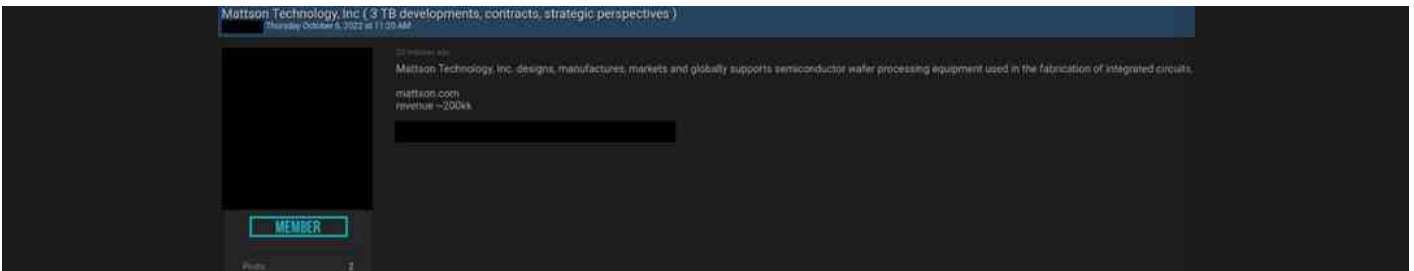 Mattson Technology, Inc ( 3 TB developments, contracts, strategic perspectives )
Thursday October 6, 2022 at 11:20 AM
minutes ago
Mattson Technology, Inc. designs, manufactures, markets and globally supports semiconductor wafer processing equipment used in the fabrication of integrated circuits.
mattson.com
revenue ~200kk
MEMBER
Posts 2